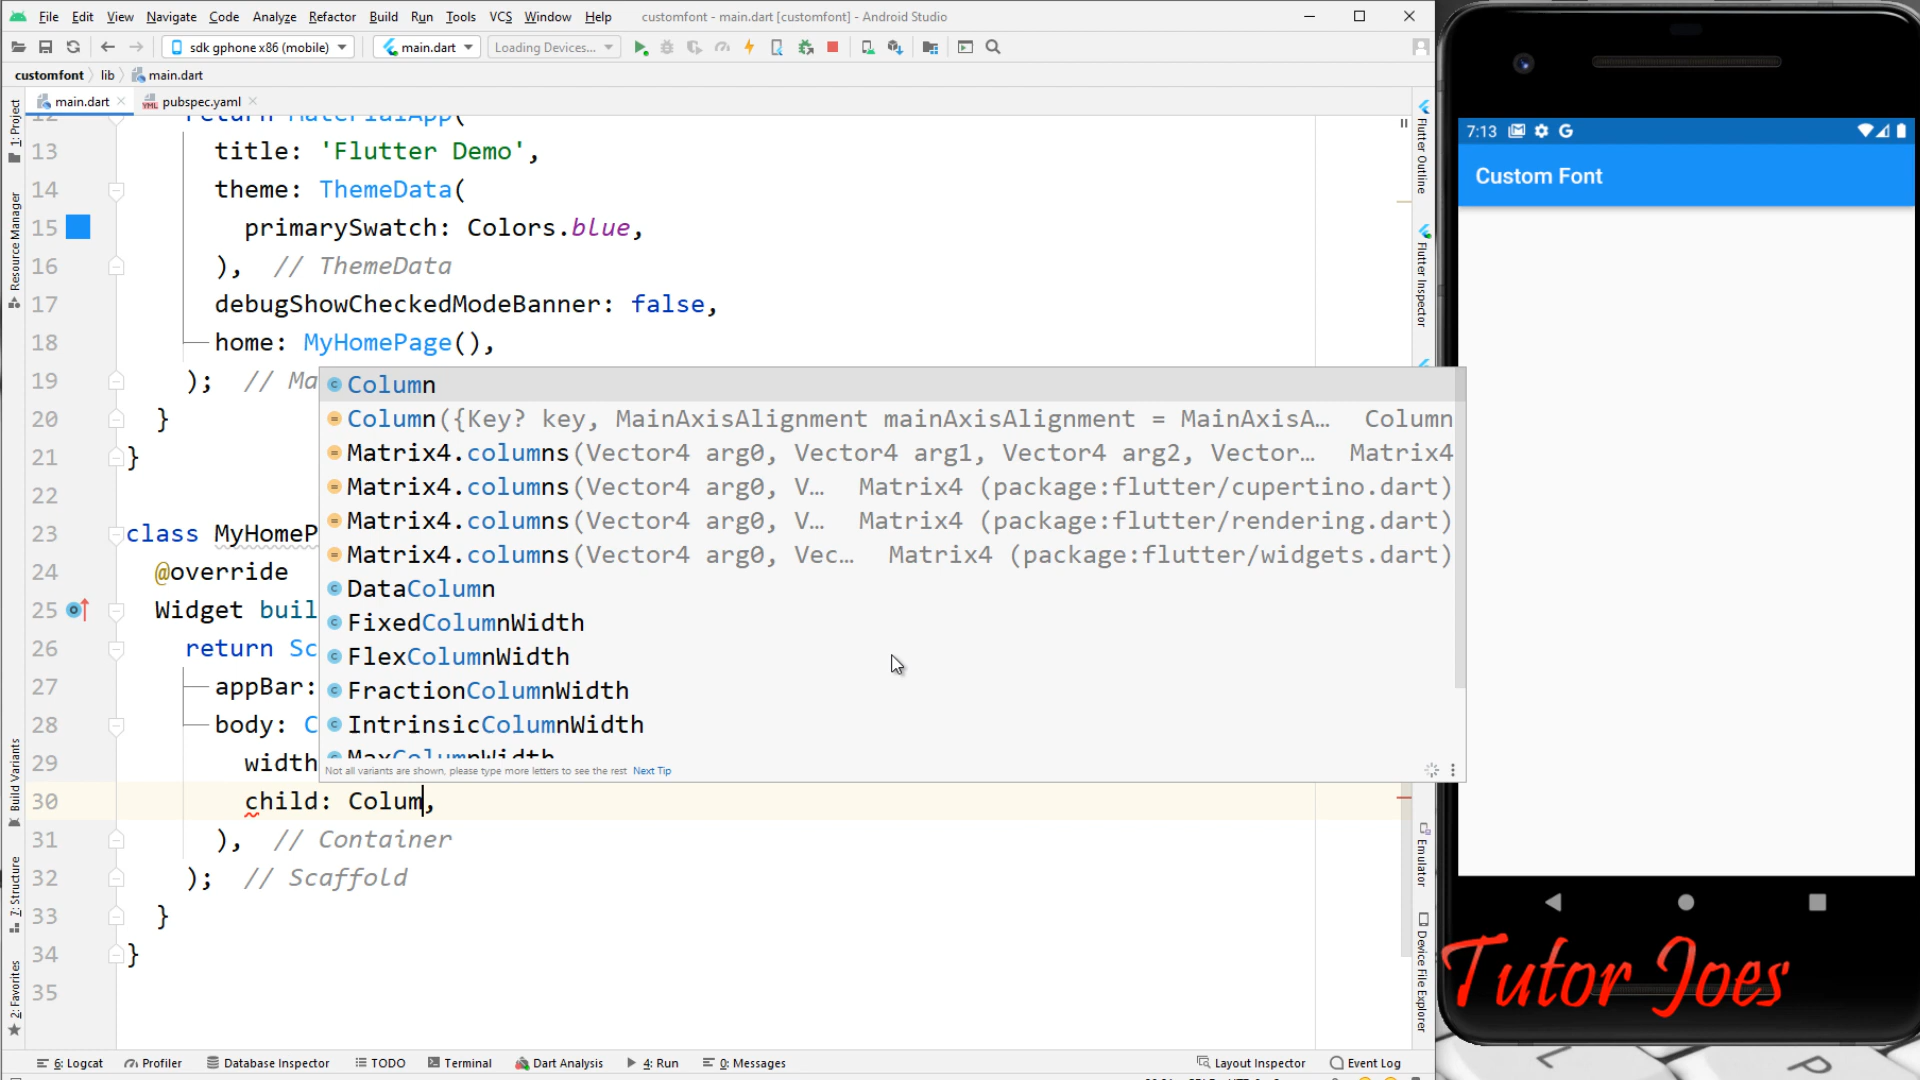 File Edit View Navigate Code Analyze Refactor Build Run Tools VCS Window Help customfont - main.dart [customfont] - Android Studio
sdk gphone x86 (mobile) main.dart Loading Devices...
customfont lib main.dart
main.dart pubspec.yaml
return MaterialApp(
13 title: 'Flutter Demo',
14 theme: ThemeData(
15 primarySwatch: Colors.blue,
16 ), // ThemeData
17 debugShowCheckedModeBanner: false,
18 home: MyHomePage(),
19 ); // Ma
20 }
21 }
22
23 class MyHomeP
24 @override
25 Widget buil
26 return Sc
27 appBar:
28 body: C
29 width
30 child: Colum,
31 ), // Container
32 ); // Scaffold
33 }
34 }
35
Column
Column({Key? key, MainAxisAlignment mainAxisAlignment = MainAxisA... Column
Matrix4.columns(Vector4 arg0, Vector4 arg1, Vector4 arg2, Vector... Matrix4
Matrix4.columns(Vector4 arg0, V... Matrix4 (package:flutter/cupertino.dart)
Matrix4.columns(Vector4 arg0, V... Matrix4 (package:flutter/rendering.dart)
Matrix4.columns(Vector4 arg0, Vec... Matrix4 (package:flutter/widgets.dart)
DataColumn
FixedColumnWidth
FlexColumnWidth
FractionColumnWidth
IntrinsicColumnWidth
MaxColumnWidth
Not all variants are shown, please type more letters to see the rest Next Tip
1: Project
Resource Manager
Build Variants
7: Structure
2: Favorites
Flutter Outline
Flutter Inspector
Emulator
Device File Explorer
6: Logcat Profiler Database Inspector TODO Terminal Dart Analysis 4: Run 0: Messages Layout Inspector Event Log
7:13
Custom Font
Tutor Joes